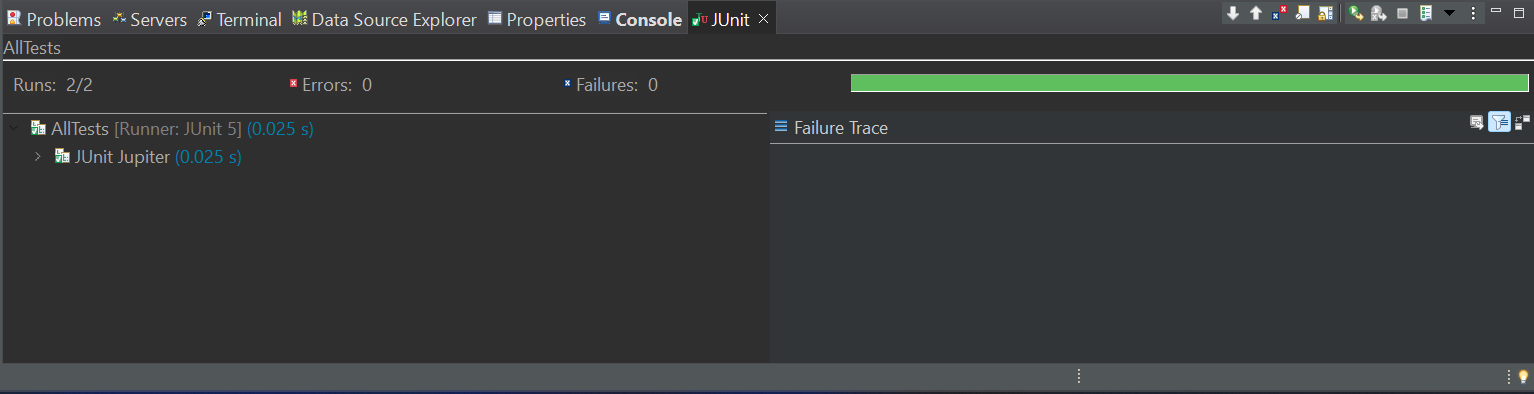 Problems Servers Terminal Data Source Explorer Properties Console JUnit
AllTests
Runs: 2/2 Errors: 0 Failures: 0
AllTests [Runner: JUnit 5] (0.025 s)
Failure Trace
JUnit Jupiter (0.025 s)